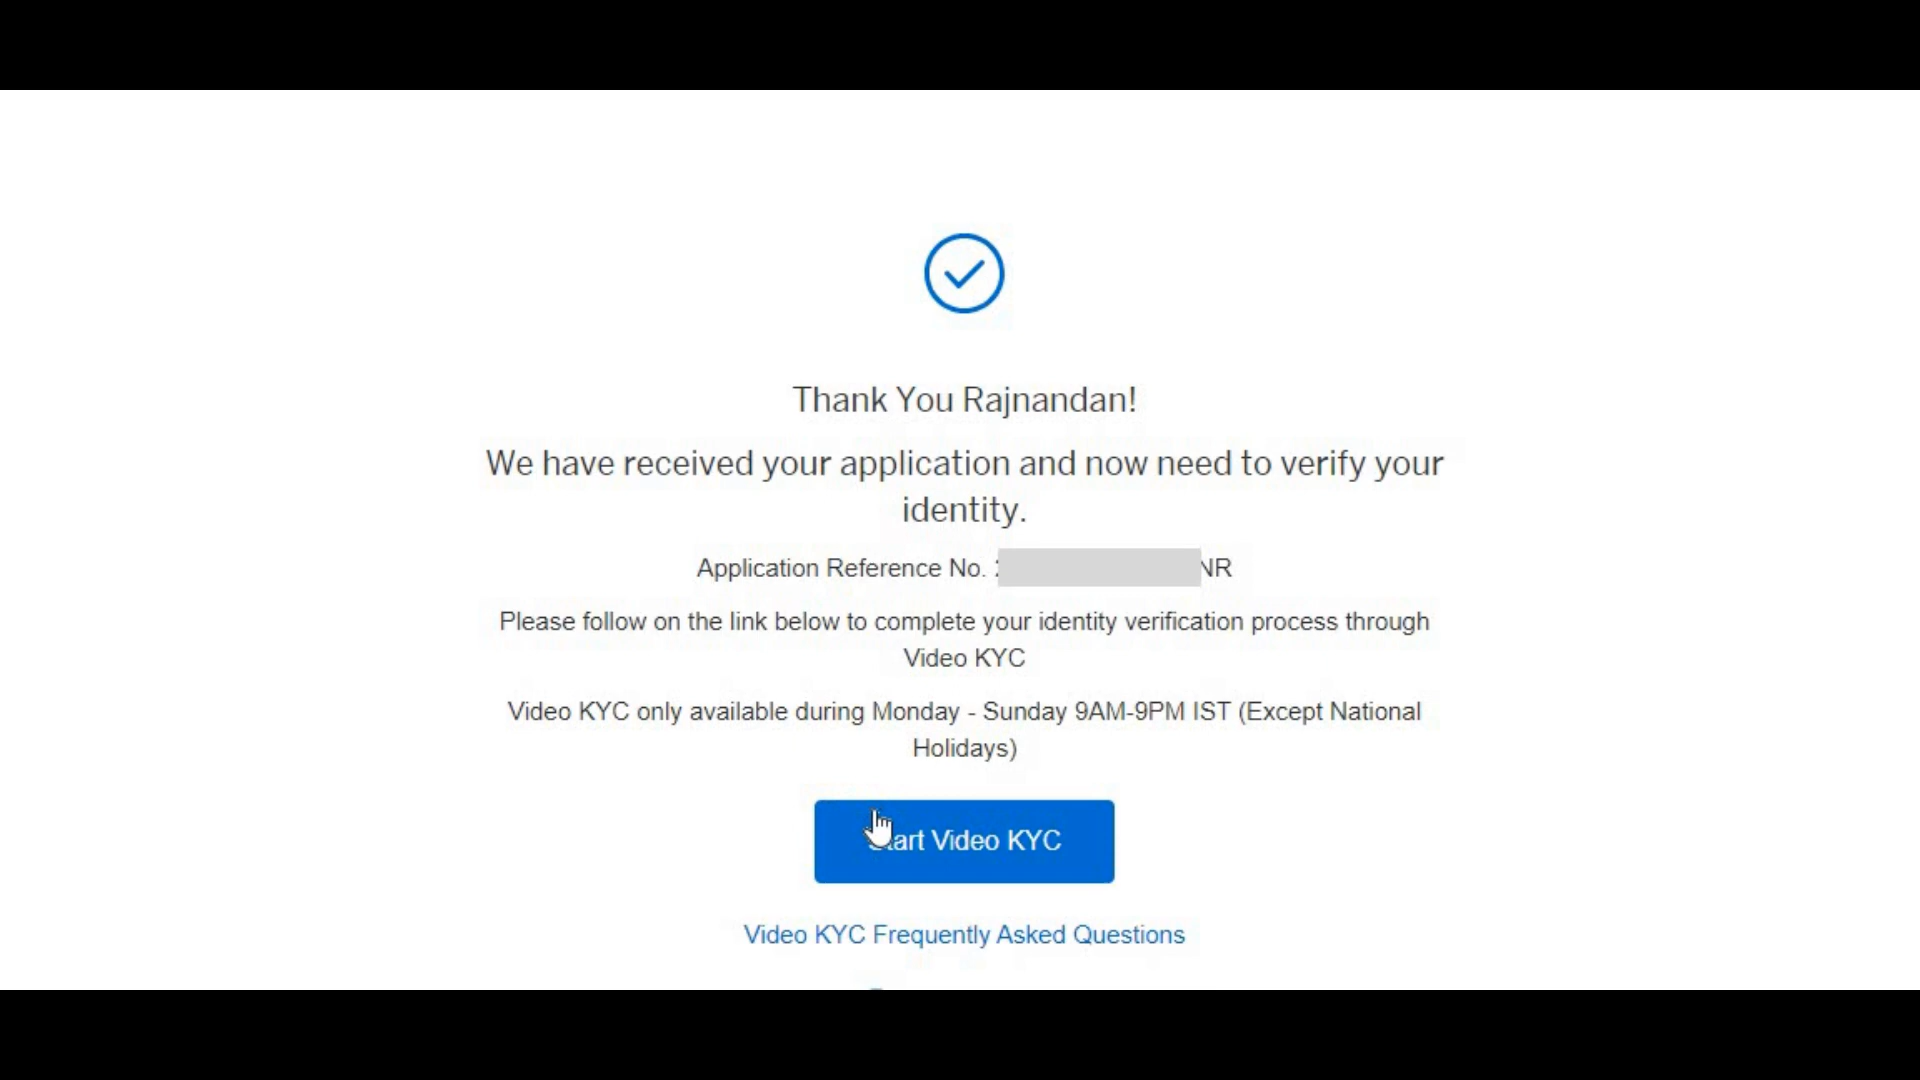 Thank You Rajnandan!
We have received your application and now need to verify your
identity.
Application Reference No. NR
Please follow on the link below to complete your identity verification process through
Video KYC
Video KYC only available during Monday - Sunday 9AM-9PM IST (Except National
Holidays)
Video KYC
Video KYC Frequently Asked Questions